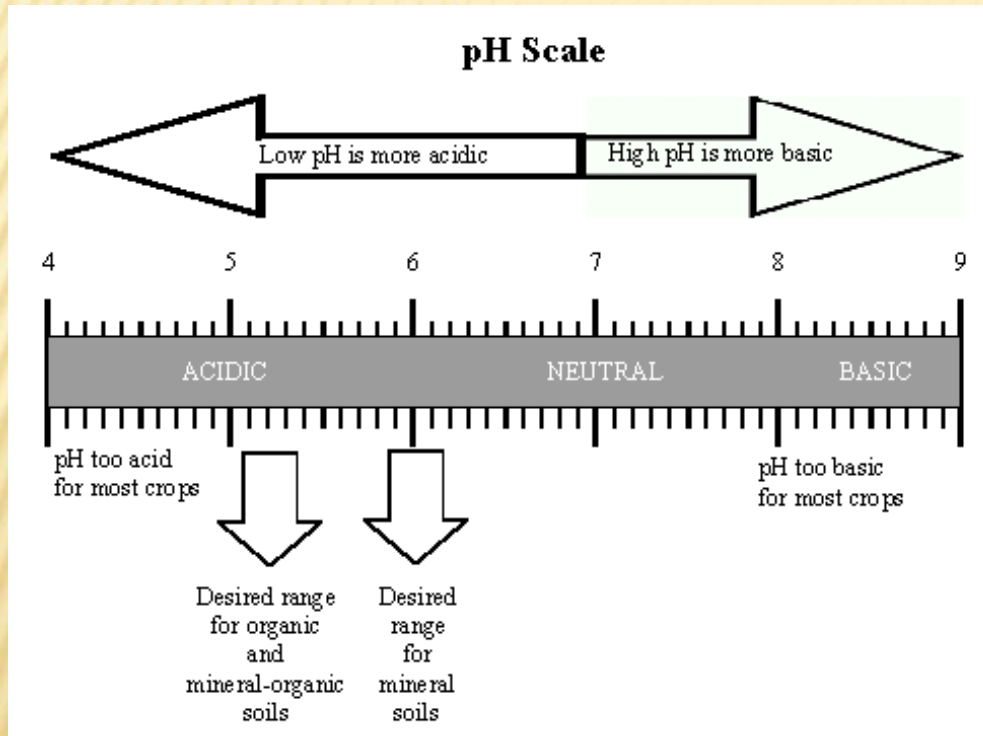 pH Scale
Low pH is more acidic
High pH is more basic
4 5 6 7 8 9
ACIDIC NEUTRAL BASIC
pH too acid
for most crops
pH too basic
for most crops
Desired range
for organic
and
mineral-organic
soils
Desired
range
for
mineral
soils